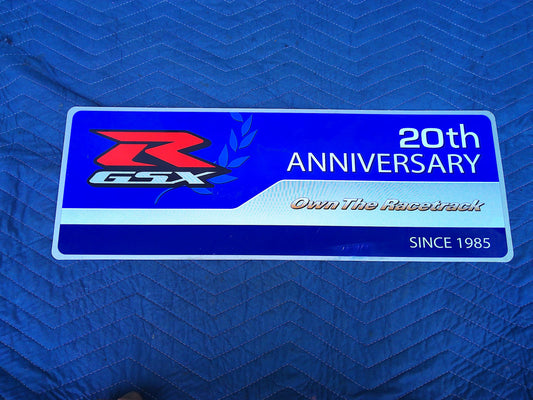 R
GSX
20th
ANNIVERSARY
Own The Racetrack
SINCE 1985